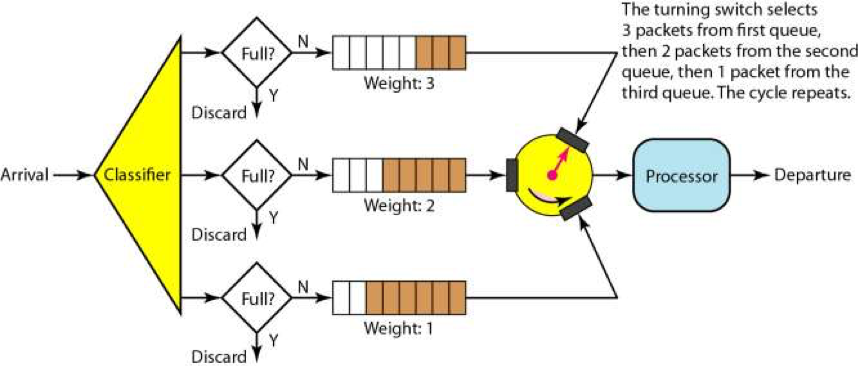 The turning switch selects
3 packets from first queue,
then 2 packets from the second
queue, then 1 packet from the
third queue. The cycle repeats.
Full?
N
Y
Discard
Weight: 3
Arrival
Classifier
Full?
N
Y
Discard
Weight: 2
Processor
Departure
Full?
N
Y
Discard
Weight: 1